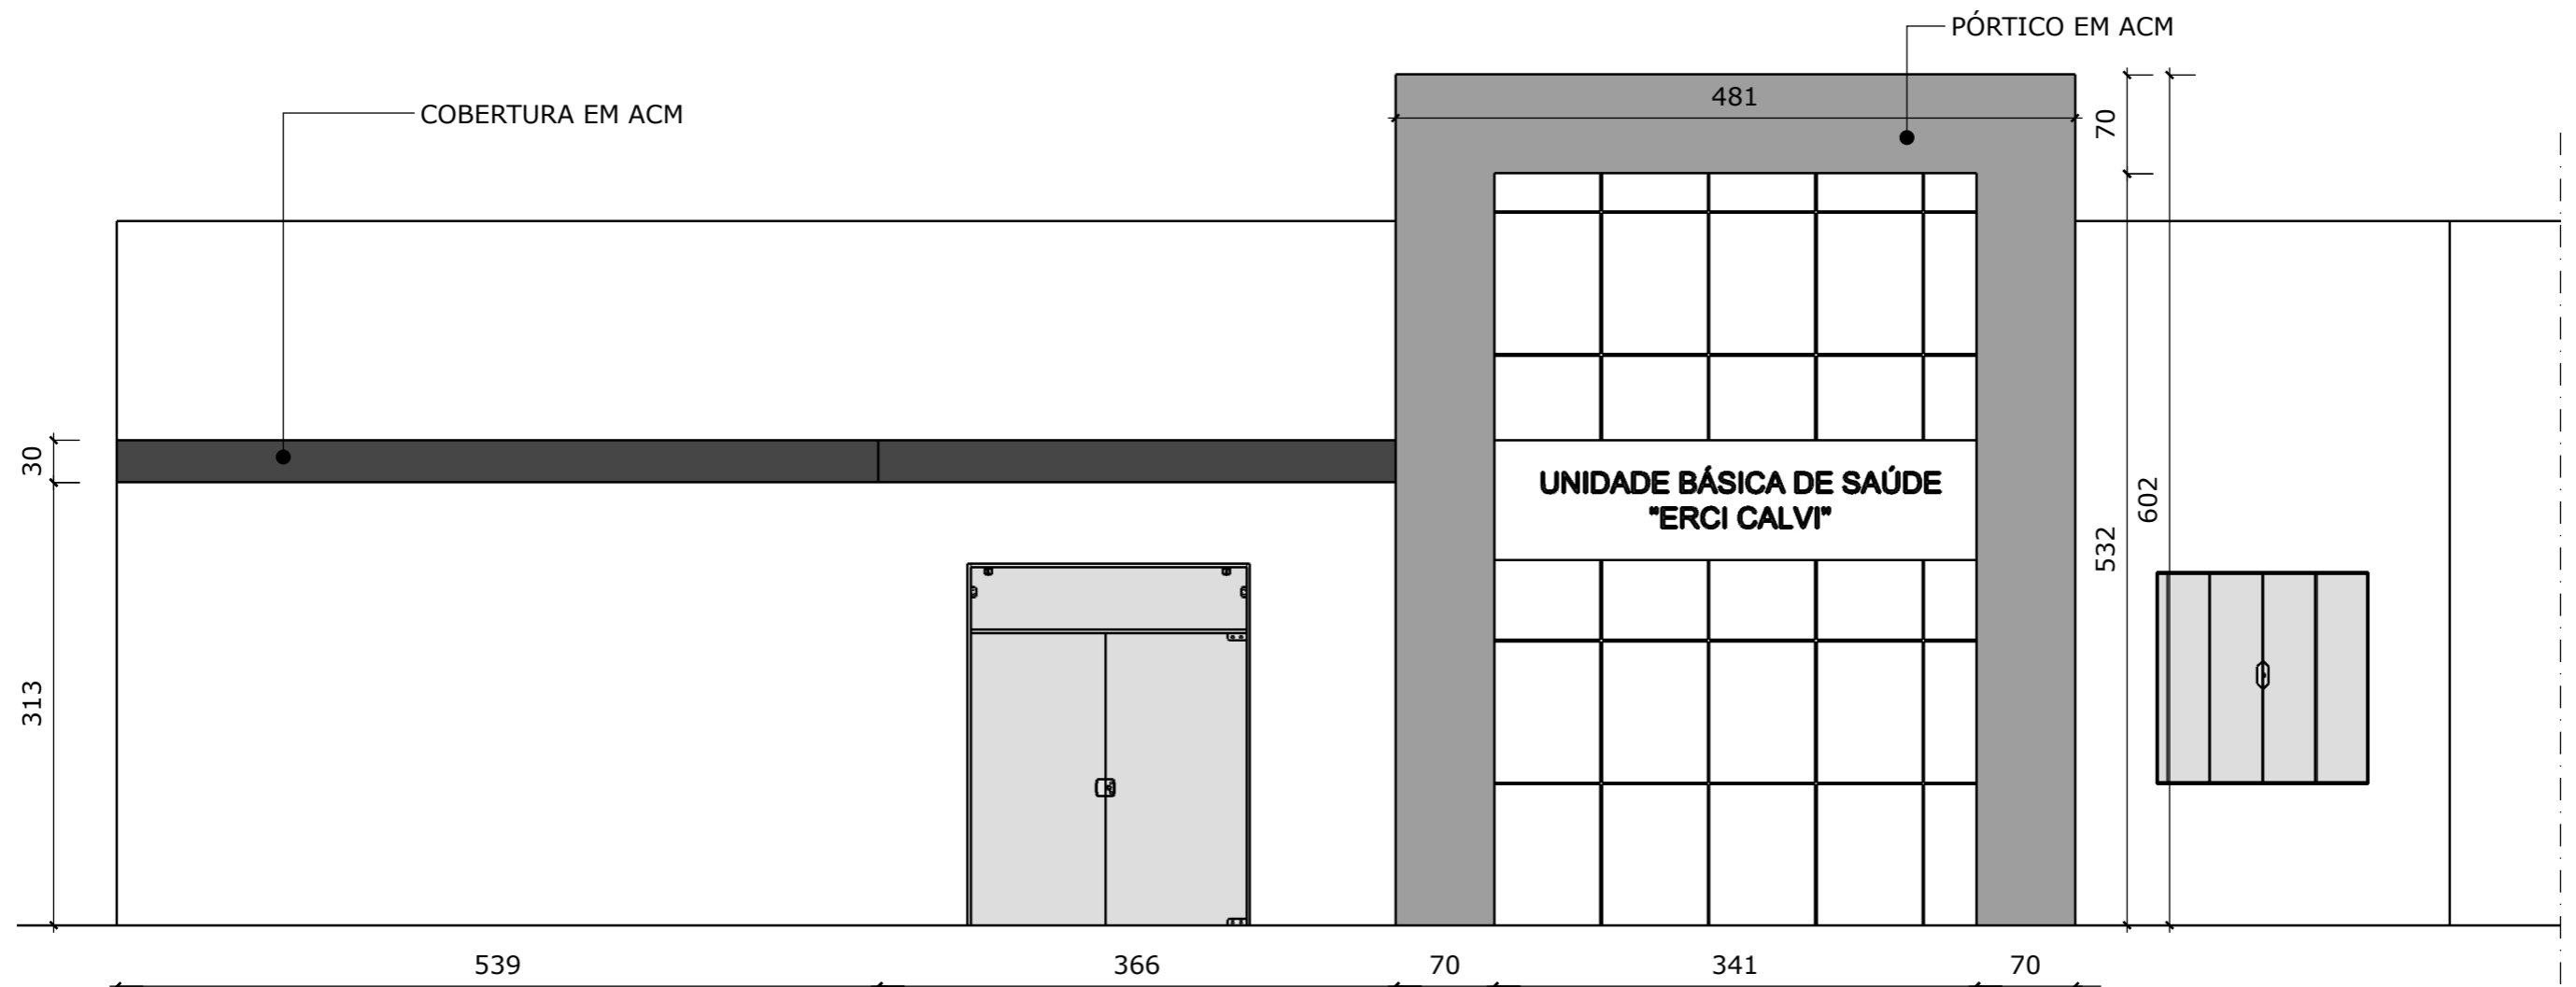 PÓRTICO EM ACM
COBERTURA EM ACM
481
70
30
UNIDADE BÁSICA DE SAÚDE
"ERCI CALVI"
602
532
313
539 366 70 341 70